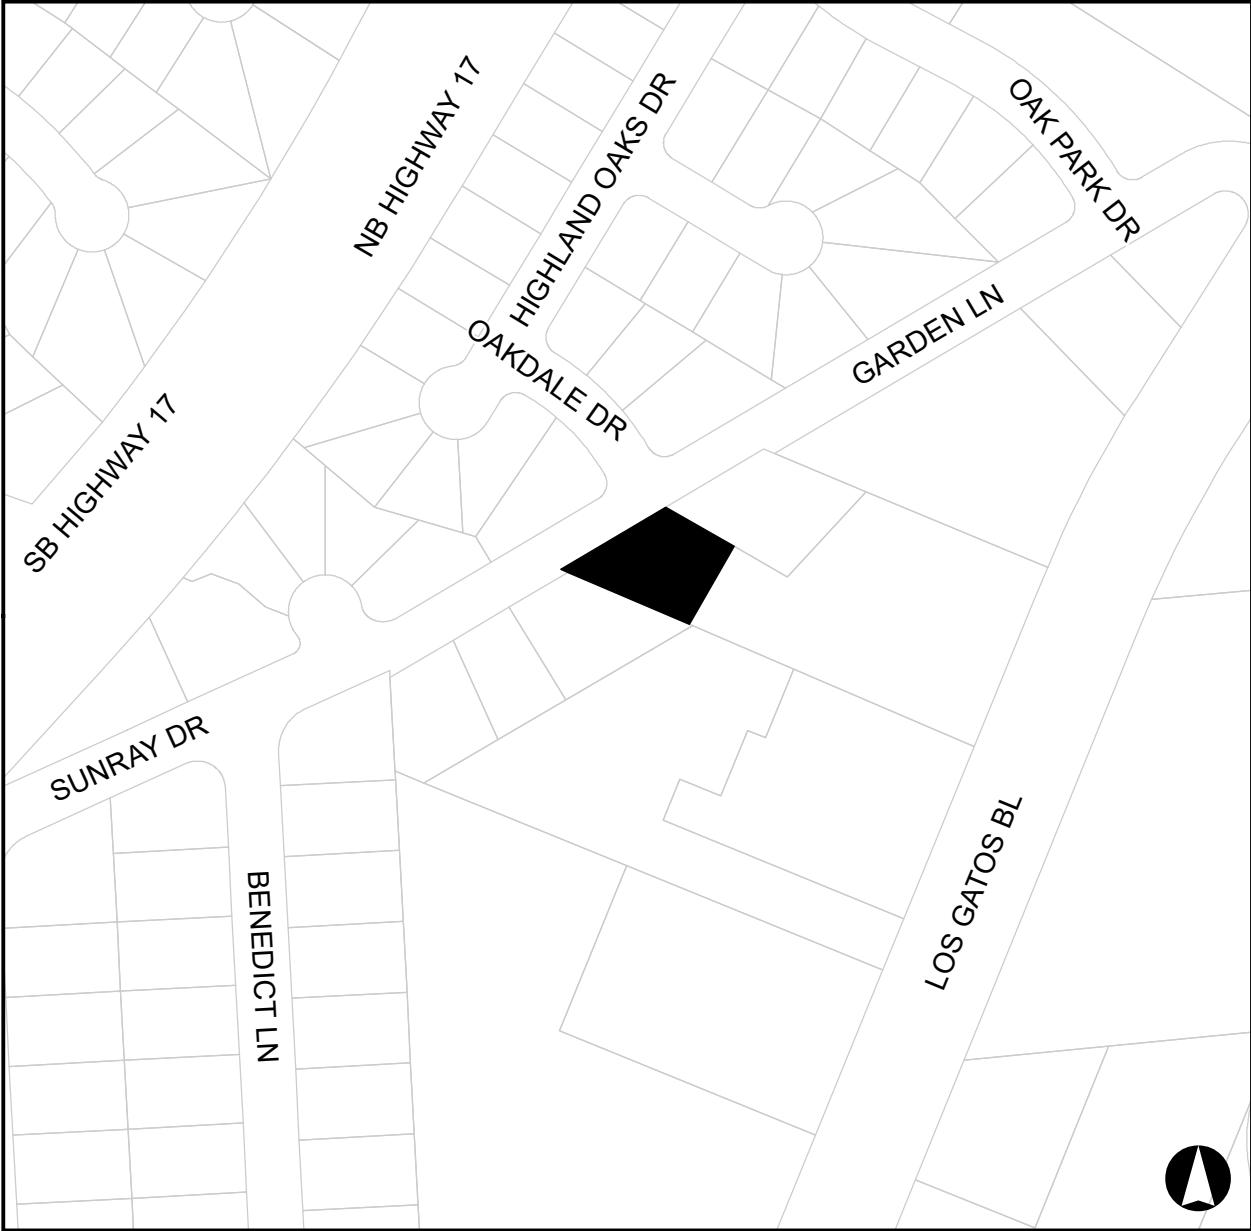 NB HIGHWAY 17
HIGHLAND OAKS DR
OAK PARK DR
OAKDALE DR
GARDEN LN
SB HIGHWAY 17
SUNRAY DR
BENEDICT LN
LOS GATOS BL